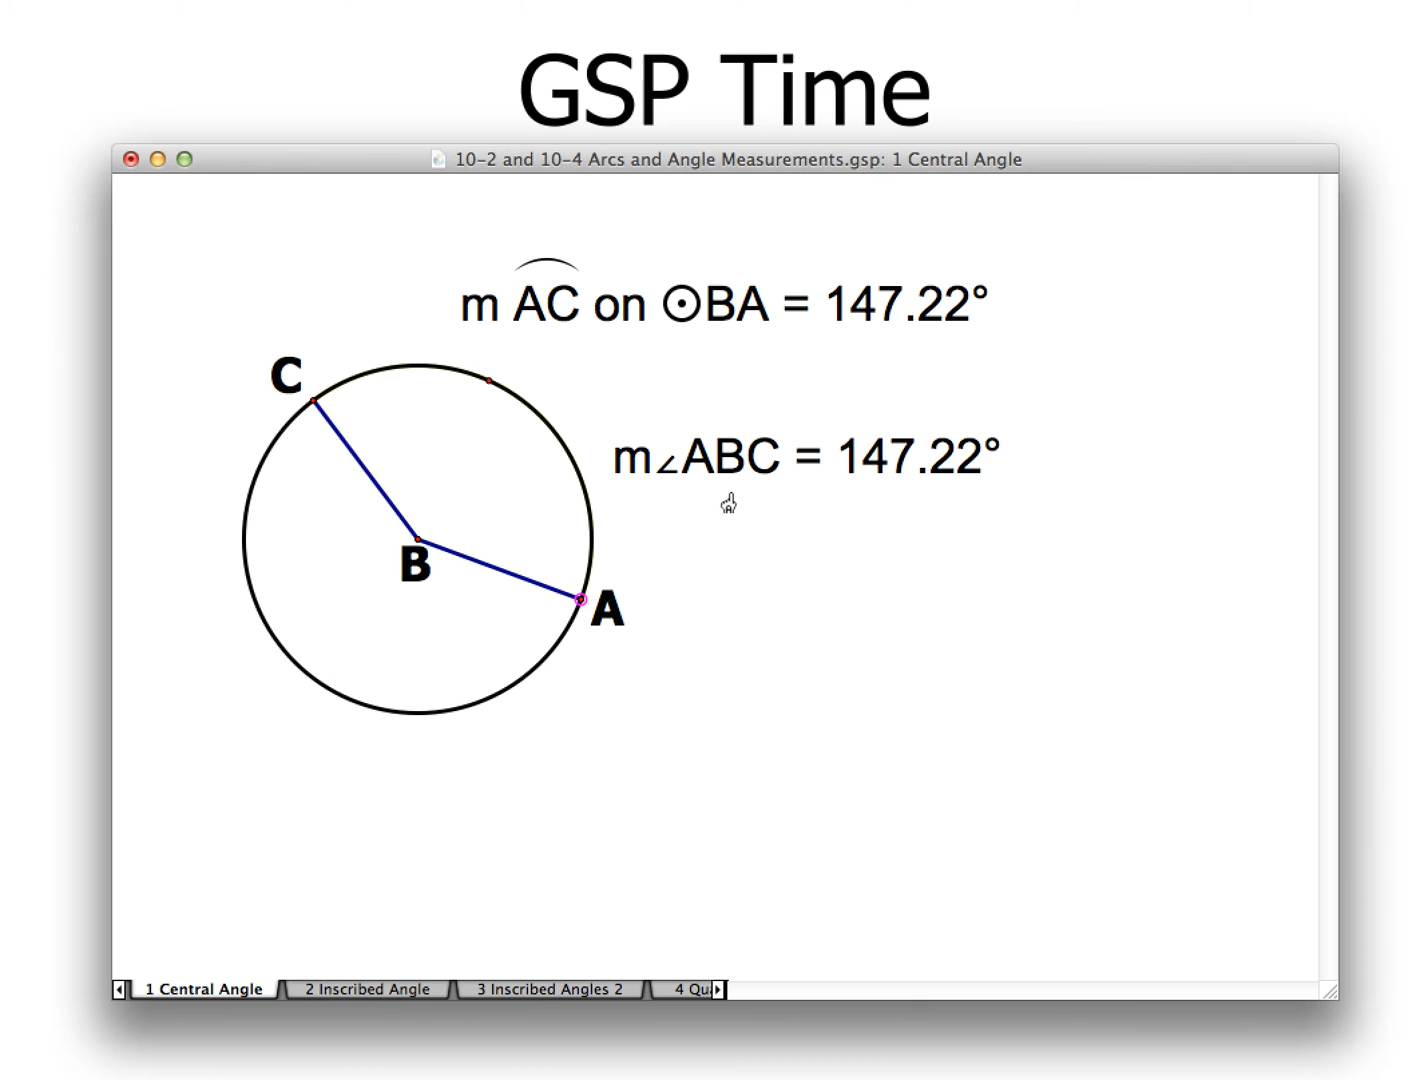 GSP Time
10-2 and 10-4 Arcs and Angle Measurements.gsp: 1 Central Angle
m AC on ⊙BA = 147.22°
C
m∠ABC = 147.22°
B
A
1 Central Angle
2 Inscribed Angle
3 Inscribed Angles 2
4 Qu